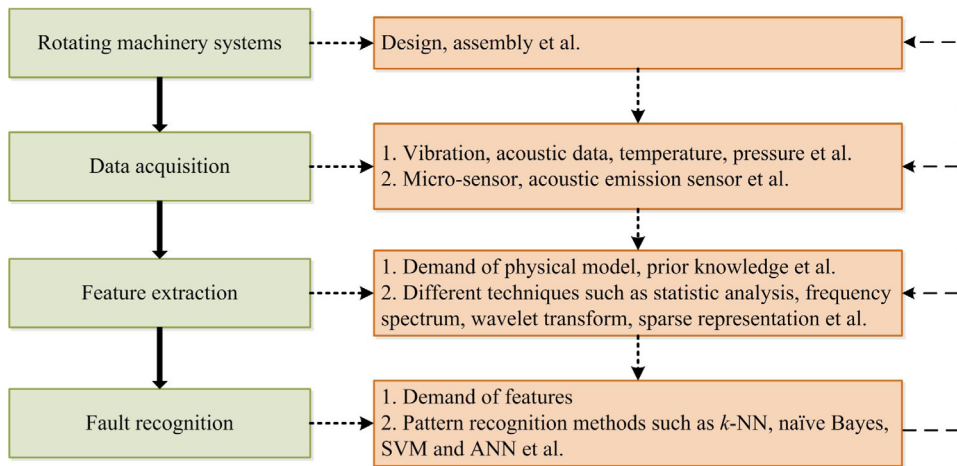 Rotating machinery systems
Design, assembly et al.
Data acquisition
1. Vibration, acoustic data, temperature, pressure et al.
2. Micro-sensor, acoustic emission sensor et al.
Feature extraction
1. Demand of physical model, prior knowledge et al.
2. Different techniques such as statistic analysis, frequency
spectrum, wavelet transform, sparse representation et al.
Fault recognition
1. Demand of features
2. Pattern recognition methods such as k-NN, naïve Bayes,
SVM and ANN et al.